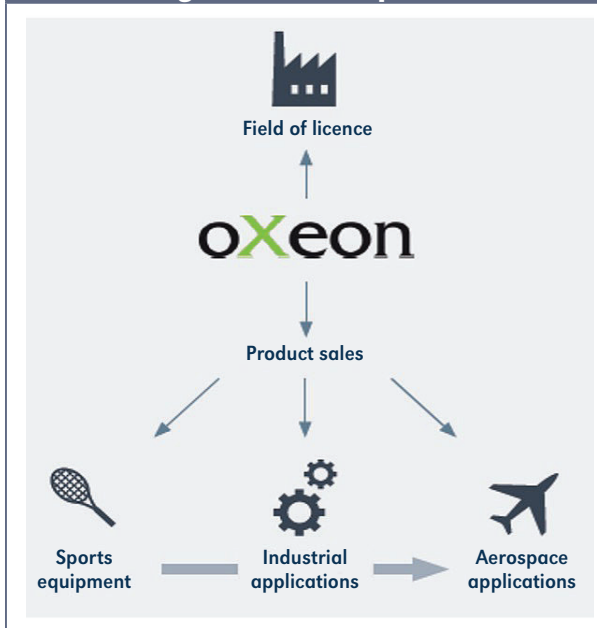 Field of licence
oXeon
Product sales
Sports
equipment
Industrial
applications
Aerospace
applications